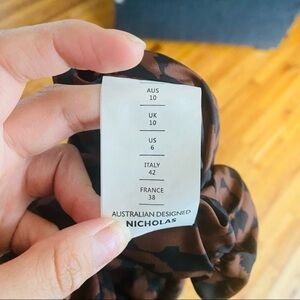 AUS
10
UK
10
US
6
ITALY
42
FRANCE
38
AUSTRALIAN DESIGNED
NICHOLAS